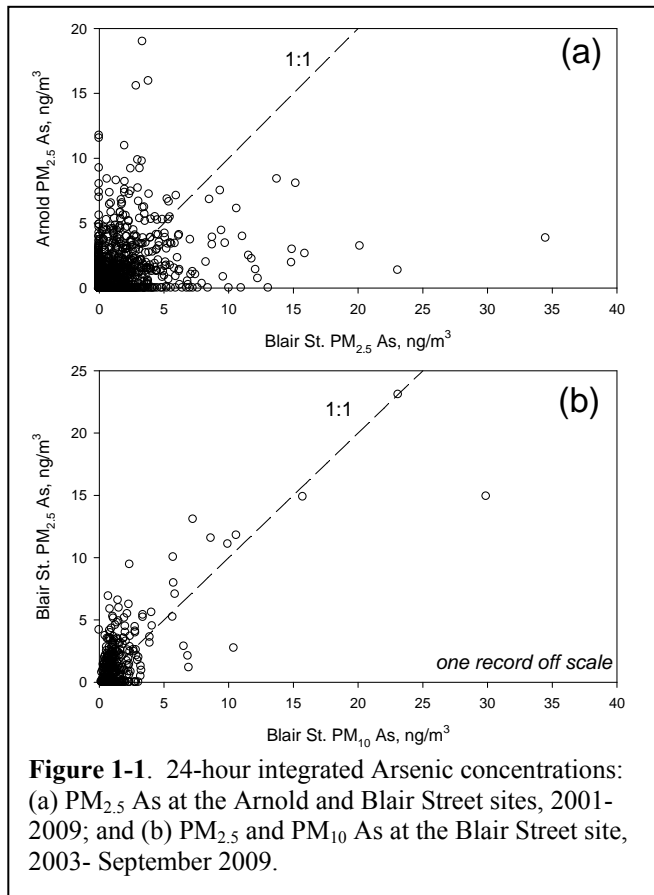 20
15
10
5
0
Arnold PM2.5 As, ng/m3
1:1
(a)
0 5 10 15 20 25 30 35 40
Blair St. PM2.5 As, ng/m3
25
20
15
10
5
0
Blair St. PM2.5 As, ng/m3
1:1
(b)
one record off scale
0 5 10 15 20 25 30 35 40
Blair St. PM10 As, ng/m3
Figure 1-1. 24-hour integrated Arsenic concentrations:
(a) PM2.5 As at the Arnold and Blair Street sites, 2001-
2009; and (b) PM2.5 and PM10 As at the Blair Street site,
2003- September 2009.